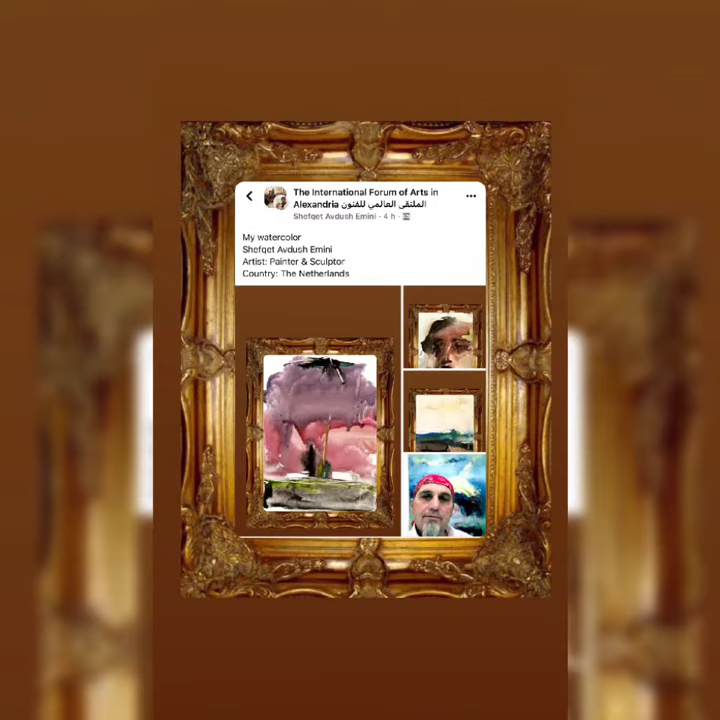 The International Forum of Arts in
Alexandria الملتقى العالمي للفنون
Shefqet Avdush Emini · 4 h ·
My watercolor
Shefqet Avdush Emini
Artist: Painter & Sculptor
Country: The Netherlands